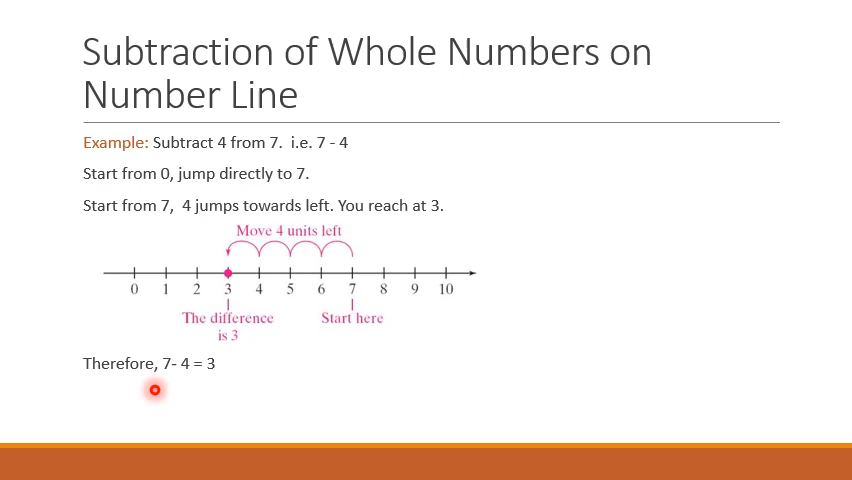 Subtraction of Whole Numbers on
Number Line
Example: Subtract 4 from 7.  i.e. 7 - 4
Start from 0, jump directly to 7.
Start from 7,  4 jumps towards left. You reach at 3.
Move 4 units left
0 1 2 3 4 5 6 7 8 9 10
The difference Start here
is 3
Therefore, 7- 4 = 3